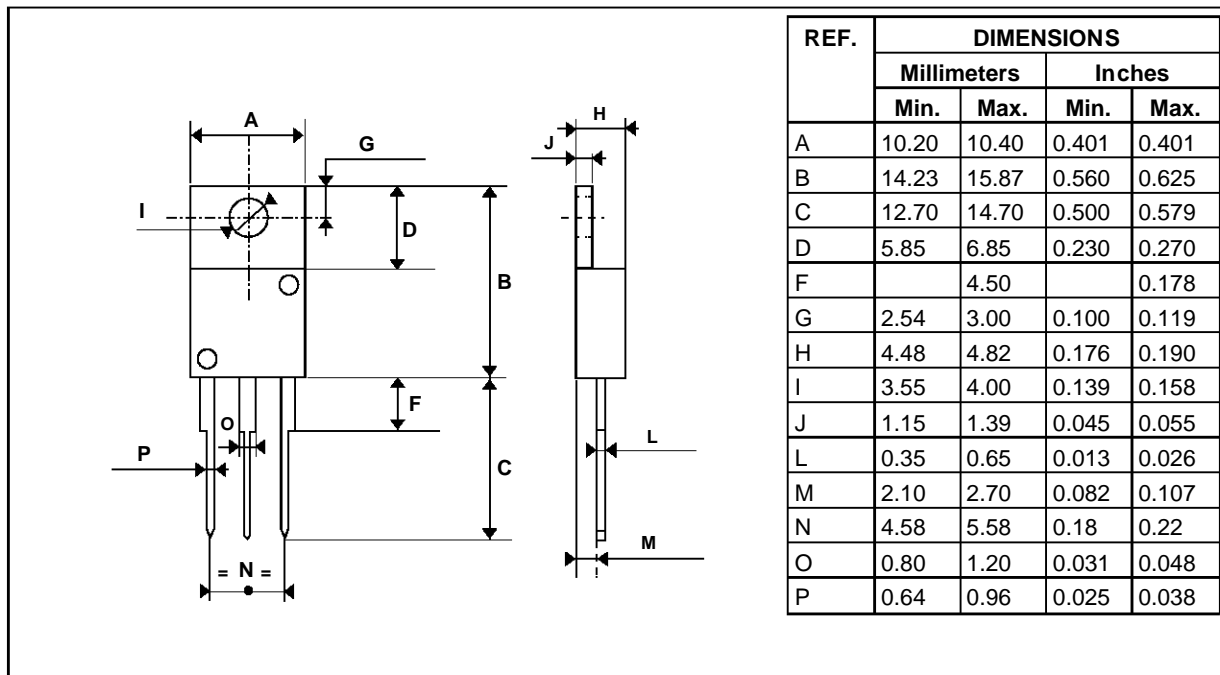 A
G
I
D
B
F
O
P
C
= N =
H
J
L
M
REF. DIMENSIONS
Millimeters Inches
Min. Max. Min. Max.
A 10.20 10.40 0.401 0.401
B 14.23 15.87 0.560 0.625
C 12.70 14.70 0.500 0.579
D 5.85 6.85 0.230 0.270
F 4.50 0.178
G 2.54 3.00 0.100 0.119
H 4.48 4.82 0.176 0.190
I 3.55 4.00 0.139 0.158
J 1.15 1.39 0.045 0.055
L 0.35 0.65 0.013 0.026
M 2.10 2.70 0.082 0.107
N 4.58 5.58 0.18 0.22
O 0.80 1.20 0.031 0.048
P 0.64 0.96 0.025 0.038